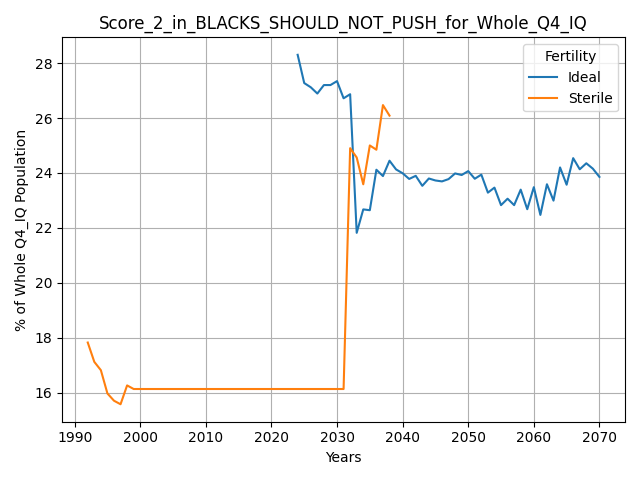 Score_2_in_BLACKS_SHOULD_NOT_PUSH_for_Whole_Q4_IQ
Fertility
Ideal
Sterile
% of Whole Q4_IQ Population
28
26
24
22
20
18
16
1990 2000 2010 2020 2030 2040 2050 2060 2070
Years